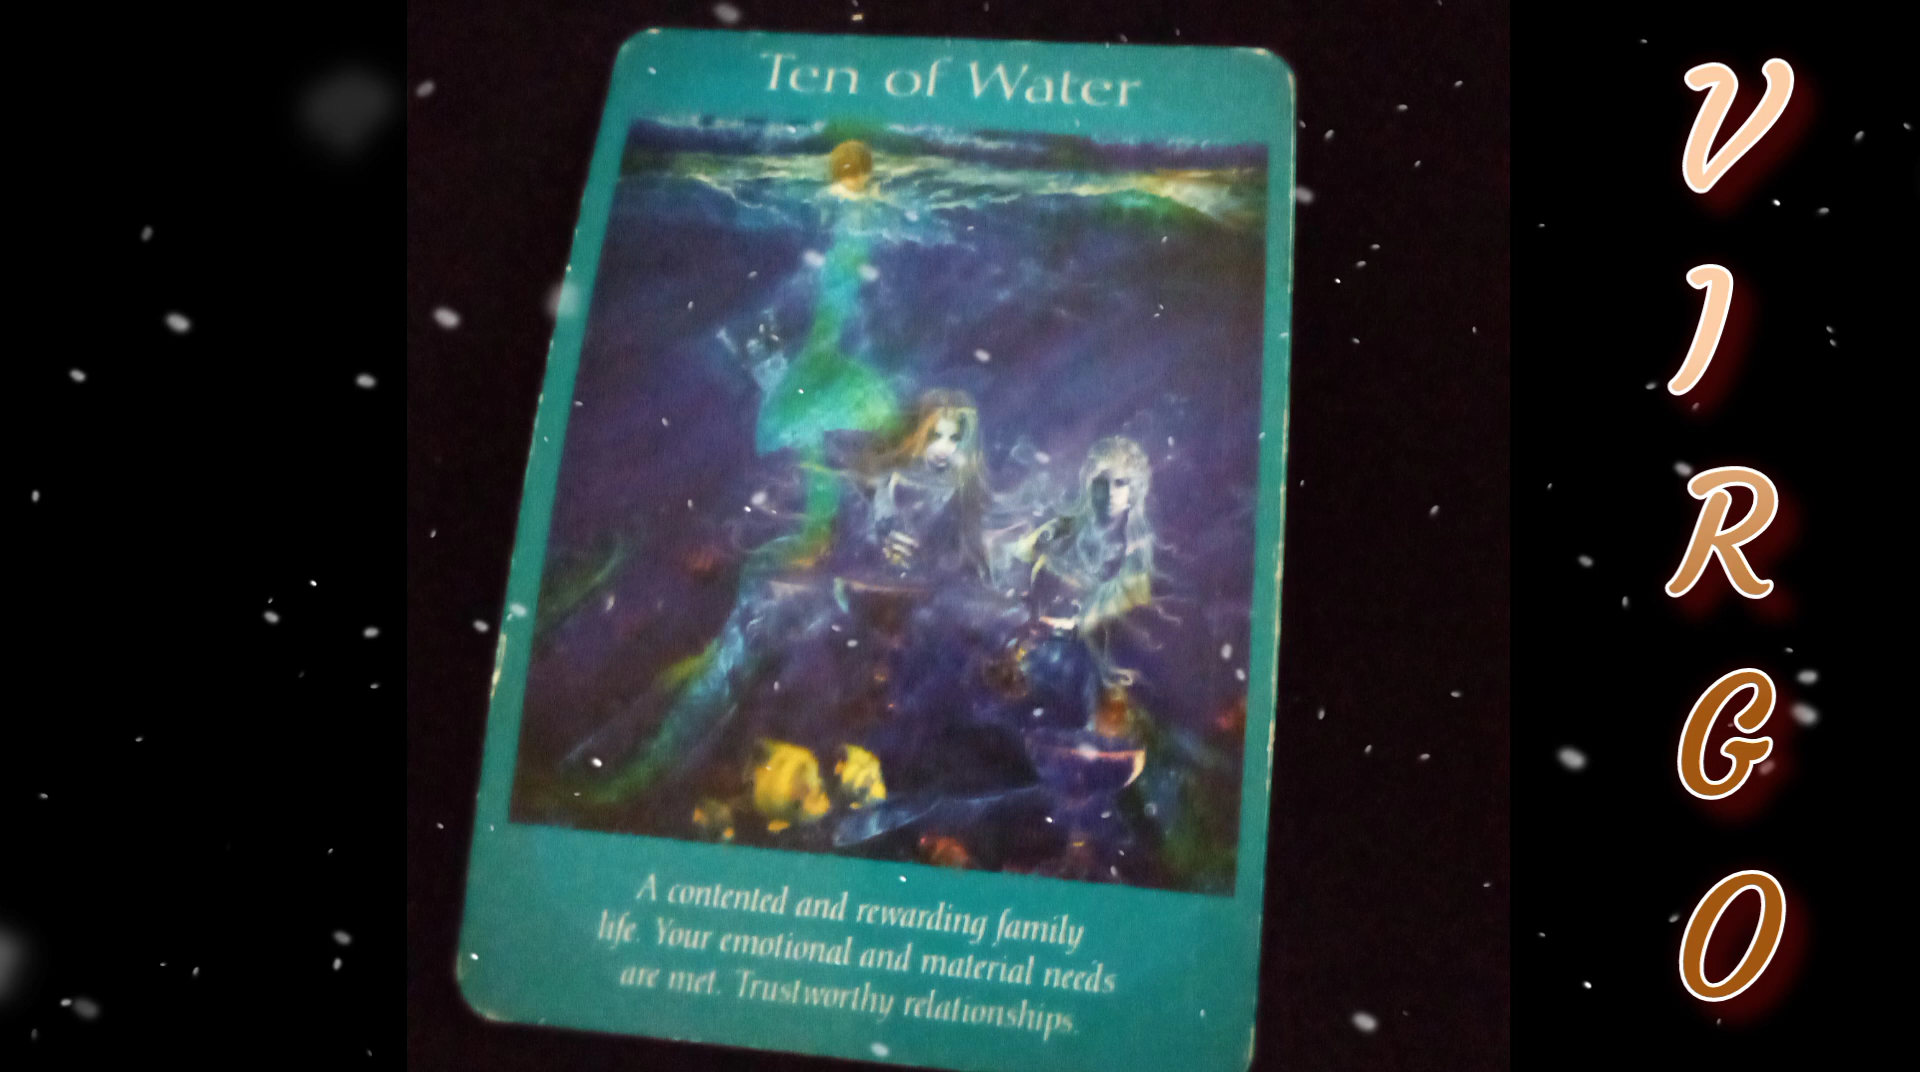 Ten of Water
A contented and rewarding family
life. Your emotional and material needs
are met. Trustworthy relationships.
VIRGO